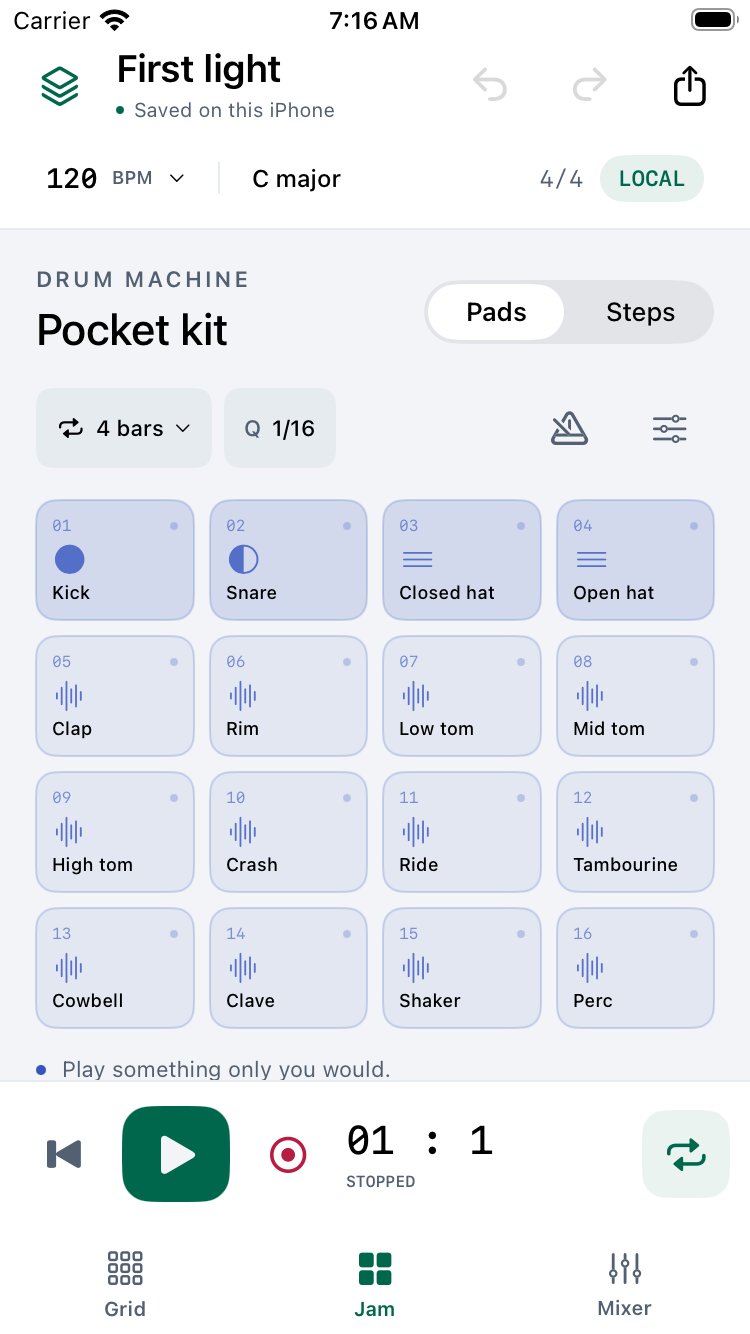 Carrier 7:16 AM
First light
Saved on this iPhone
120 BPM C major 4/4 LOCAL
DRUM MACHINE
Pocket kit
Pads Steps
4 bars Q 1/16
01 02 03 04
Kick Snare Closed hat Open hat
05 06 07 08
Clap Rim Low tom Mid tom
09 10 11 12
High tom Crash Ride Tambourine
13 14 15 16
Cowbell Clave Shaker Perc
Play something only you would.
01 : 1
STOPPED
Grid Jam Mixer